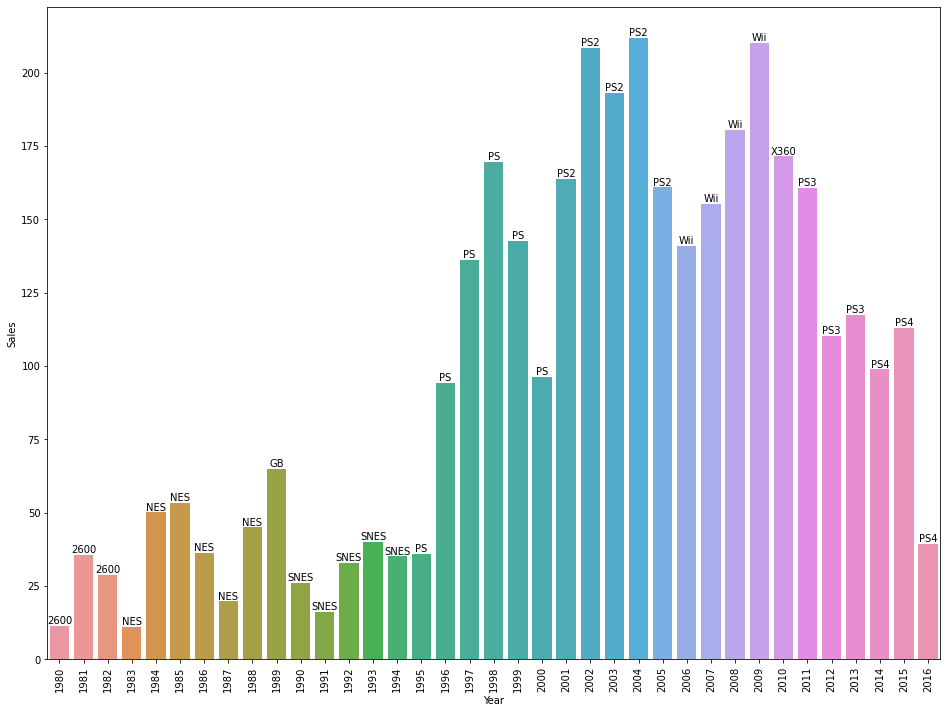 PS2
PS2
Wii
200
PS2
Wii
175
X360
PS
PS2
PS3
PS2
Wii
150
PS
Wii
PS
125
PS3
PS4
PS3
Sales
100
PS4
PS
PS
75
GB
NES
50
NES
NES
SNES
PS4
2600
NES
SNES
PS
SNES
2600
25
SNES
NES
SNES
2600
NES
0
1980 1981 1982 1983 1984 1985 1986 1987 1988 1989 1990 1991 1992 1993 1994 1995 1996 1997 1998 1999 2000 2001 2002 2003 2004 2005 2006 2007 2008 2009 2010 2011 2012 2013 2014 2015 2016
Year